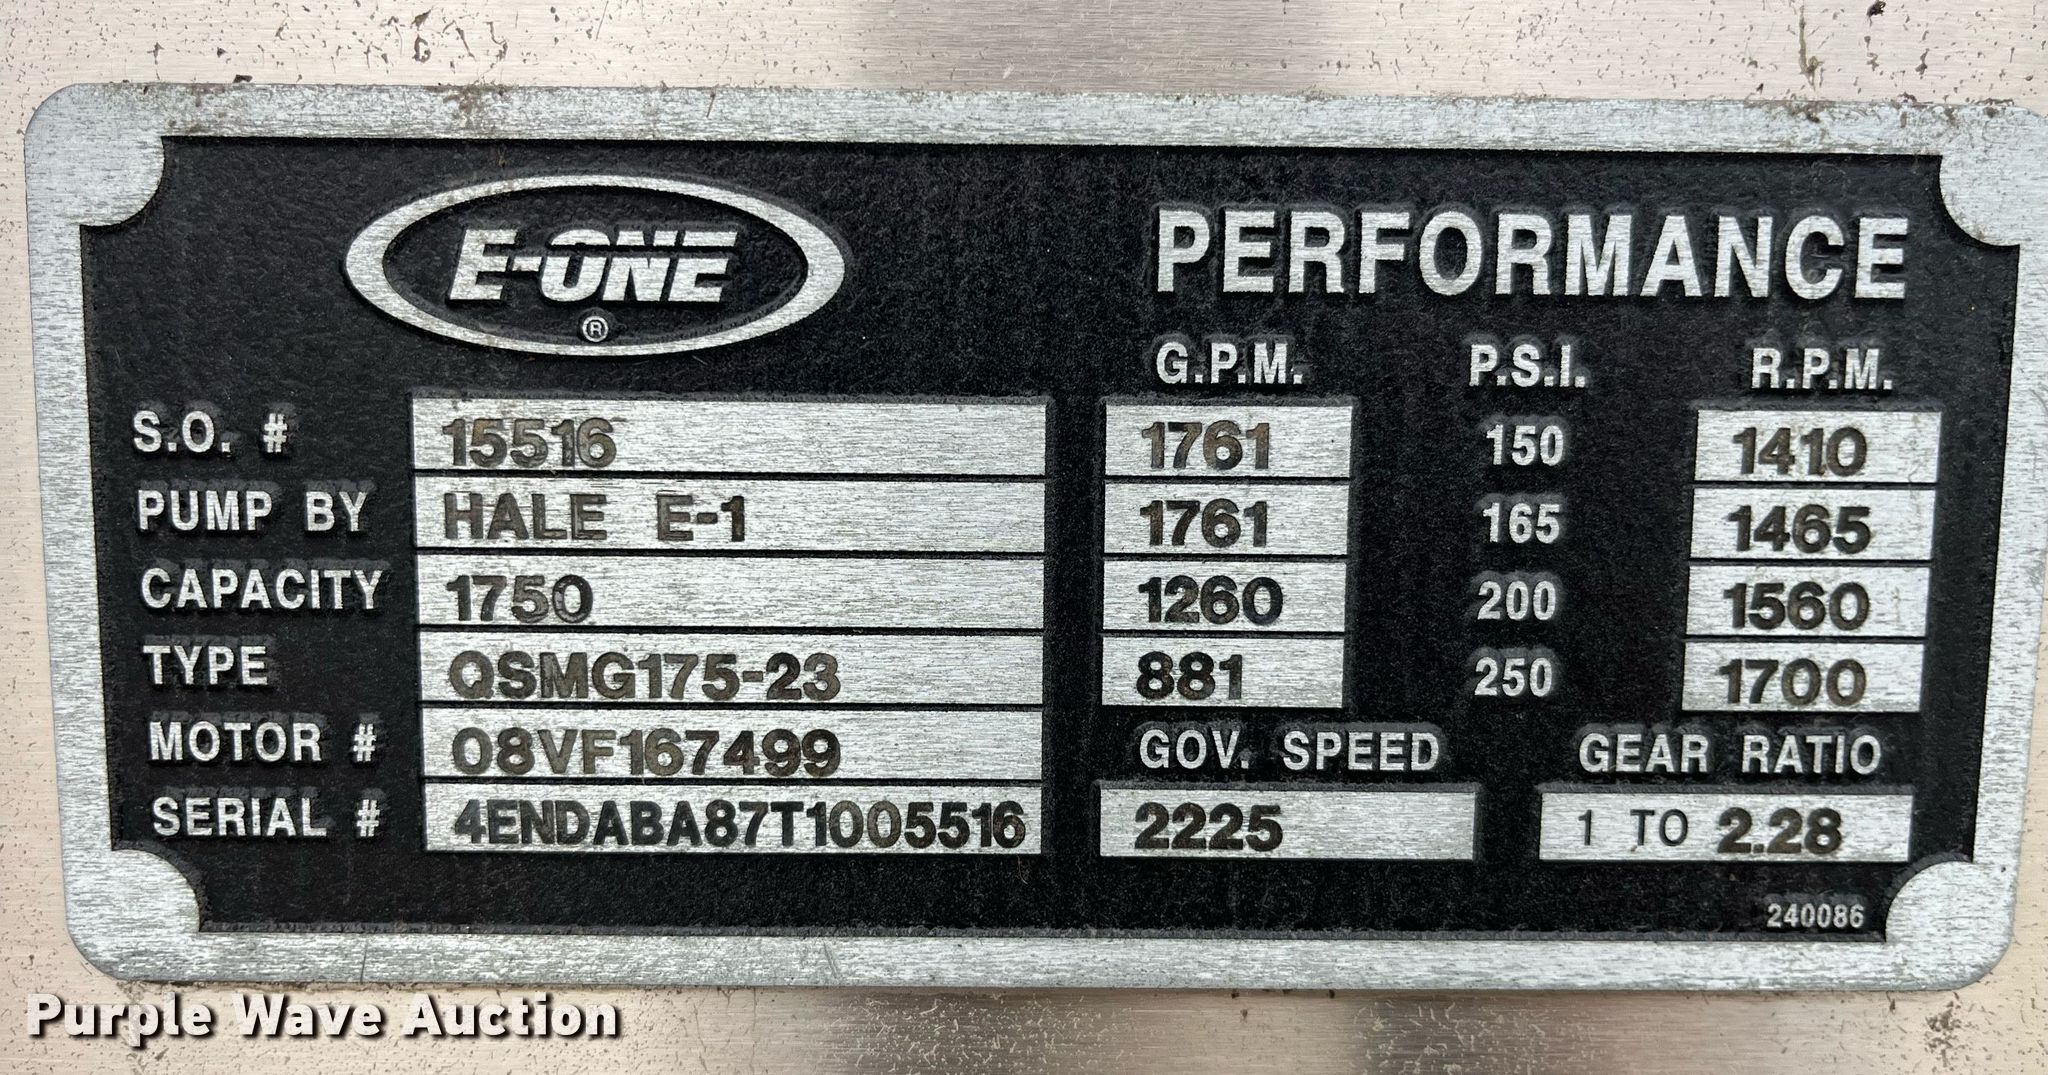 E-ONE
®
PERFORMANCE
G.P.M. P.S.I. R.P.M.
S.O. # 15516 1761 150 1410
PUMP BY HALE E-1 1761 165 1465
CAPACITY 1750 1260 200 1560
TYPE QSMG175-23 881 250 1700
MOTOR # 08VF167499 GOV. SPEED GEAR RATIO
SERIAL # 4ENDABA87T1005516 2225 1 TO 2.28
240086
Purple Wave Auction